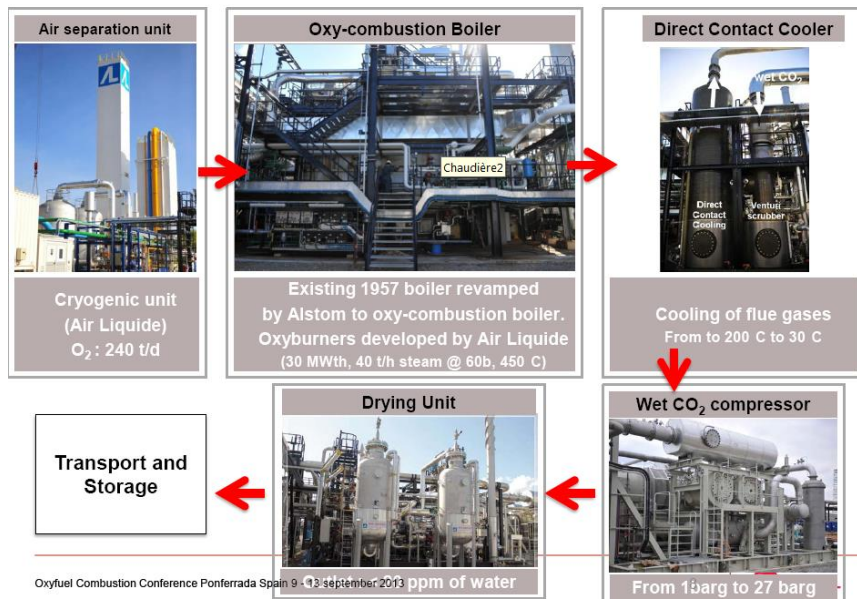 Air separation unit
Cryogenic unit
(Air Liquide)
O₂ : 240 t/d
Oxy-combustion Boiler
Chaudière2
Existing 1957 boiler revamped
by Alstom to oxy-combustion boiler.
Oxyburners developed by Air Liquide
(30 MWth, 40 t/h steam @ 60b, 450 C)
Direct Contact Cooler
wet CO₂
Direct
Contact
Cooling
Venturi
scrubber
Cooling of flue gases
From to 200 C to 30 C
Wet CO₂ compressor
From 1barg to 27 barg
Drying Unit
ppm of water
Transport and
Storage
Oxyfuel Combustion Conference Ponferrada Spain 9 - 13 september 2013